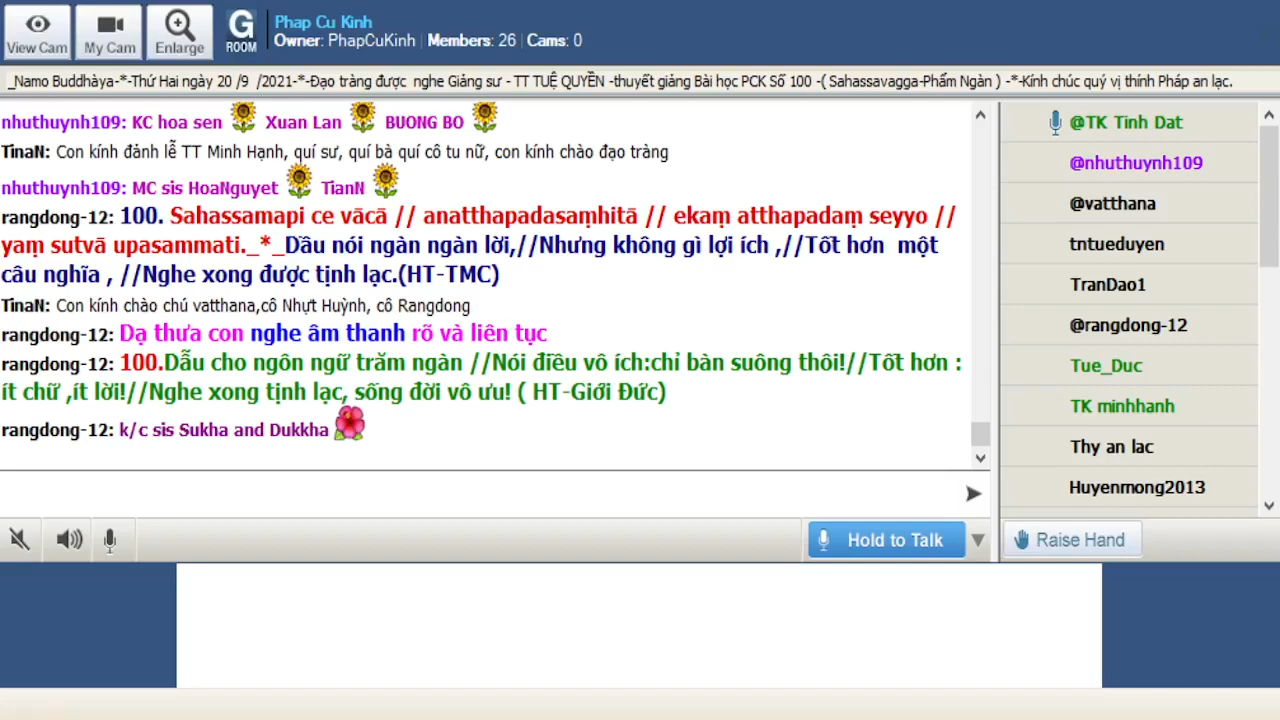 View Cam
My Cam
Enlarge
G
ROOM
Phap Cu Kinh
Owner: PhapCuKinh | Members: 26 | Cams: 0
_Namo Buddhàya-*-Thứ Hai ngày 20 /9 /2021-*-Đạo tràng được nghe Giảng sư - TT TUỆ QUYỀN -thuyết giảng Bài học PCK Số 100 -( Sahassavagga-Phẩm Ngàn ) -*-Kính chúc quý vị thính Pháp an lạc.
nhuthuynh109: KC hoa sen Xuan Lan BUONG BO
TinaN: Con kính đảnh lễ TT Minh Hạnh, quí sư, quí bà quí cô tu nữ, con kính chào đạo tràng
nhuthuynh109: MC sis HoaNguyet TianN
rangdong-12: 100. Sahassamapi ce vācā // anatthapadasaṃhitā // ekaṃ atthapadaṃ seyyo //
yaṃ sutvā upasammati._*_Dầu nói ngàn ngàn lời,//Nhưng không gì lợi ích ,//Tốt hơn một
câu nghĩa , //Nghe xong được tịnh lạc.(HT-TMC)
TinaN: Con kính chào chú vatthana,cô Nhựt Huỳnh, cô Rangdong
rangdong-12: Dạ thưa con nghe âm thanh rõ và liên tục
rangdong-12: 100.Dẫu cho ngôn ngữ trăm ngàn //Nói điều vô ích:chỉ bàn suông thôi!//Tốt hơn :
ít chữ ,ít lời!//Nghe xong tịnh lạc, sống đời vô ưu! ( HT-Giới Đức)
rangdong-12: k/c sis Sukha and Dukkha
@TK Tinh Dat
@nhuthuynh109
@vatthana
tntueduyen
TranDao1
@rangdong-12
Tue_Duc
TK minhhanh
Thy an lac
Huyenmong2013
Hold to Talk
Raise Hand